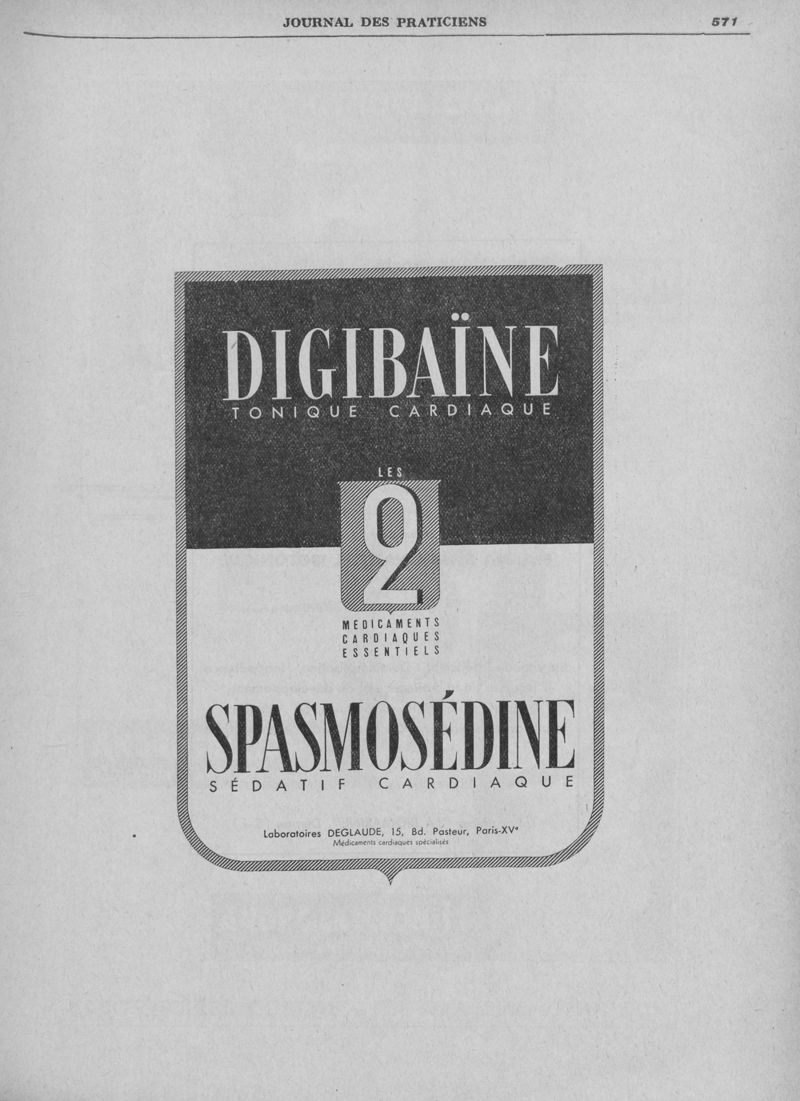 JOURNAL DES PRATICIENS 571
DIGIBAÏNE
TONIQUE CARDIAQUE
LES
2
MÉDICAMENTS
CARDIAQUES
ESSENTIELS
SPASMOSÉDINE
SÉDATIF CARDIAQUE
Laboratoires DEGLAUDE, 15, Bd. Pasteur, Paris-XVe
Médicaments cardiaques spécialisés